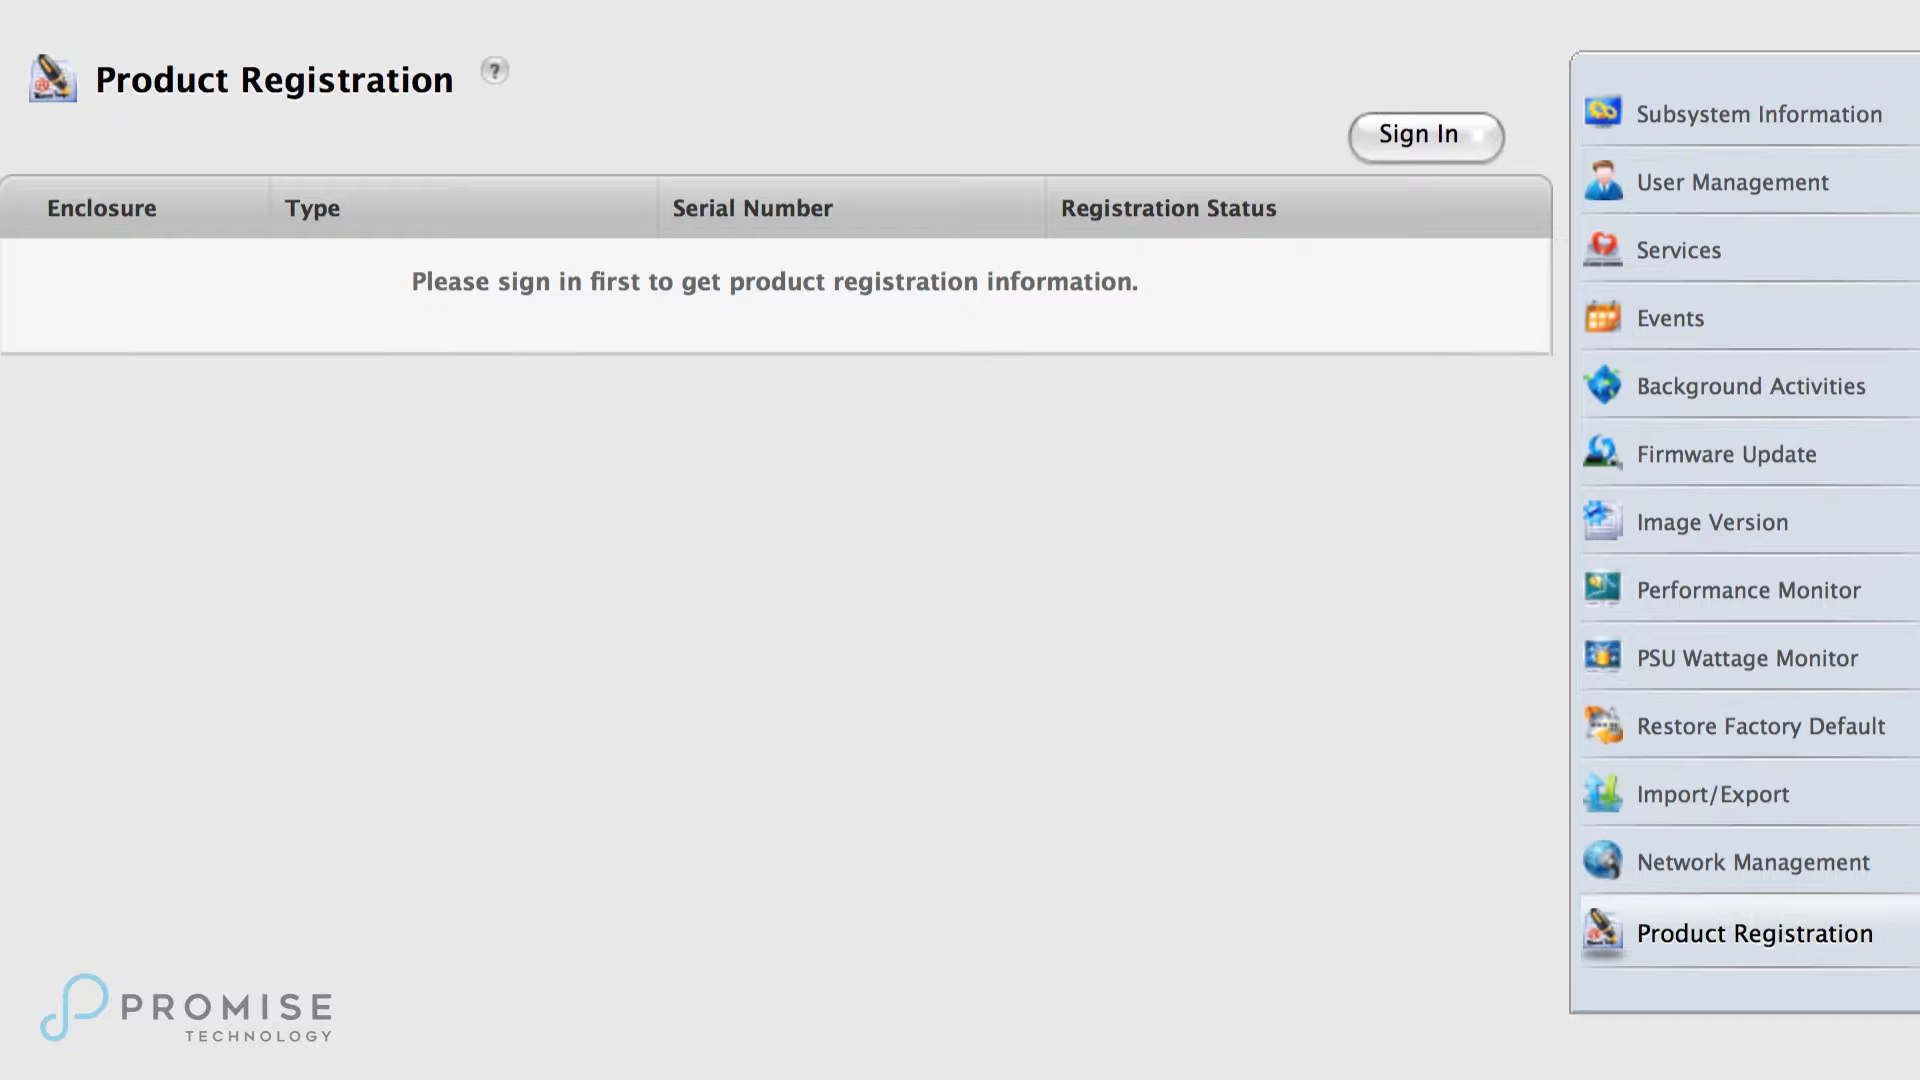 Product Registration ?
Sign In
Enclosure Type Serial Number Registration Status
Please sign in first to get product registration information.
Subsystem Information
User Management
Services
Events
Background Activities
Firmware Update
Image Version
Performance Monitor
PSU Wattage Monitor
Restore Factory Default
Import/Export
Network Management
Product Registration
PROMISE
TECHNOLOGY